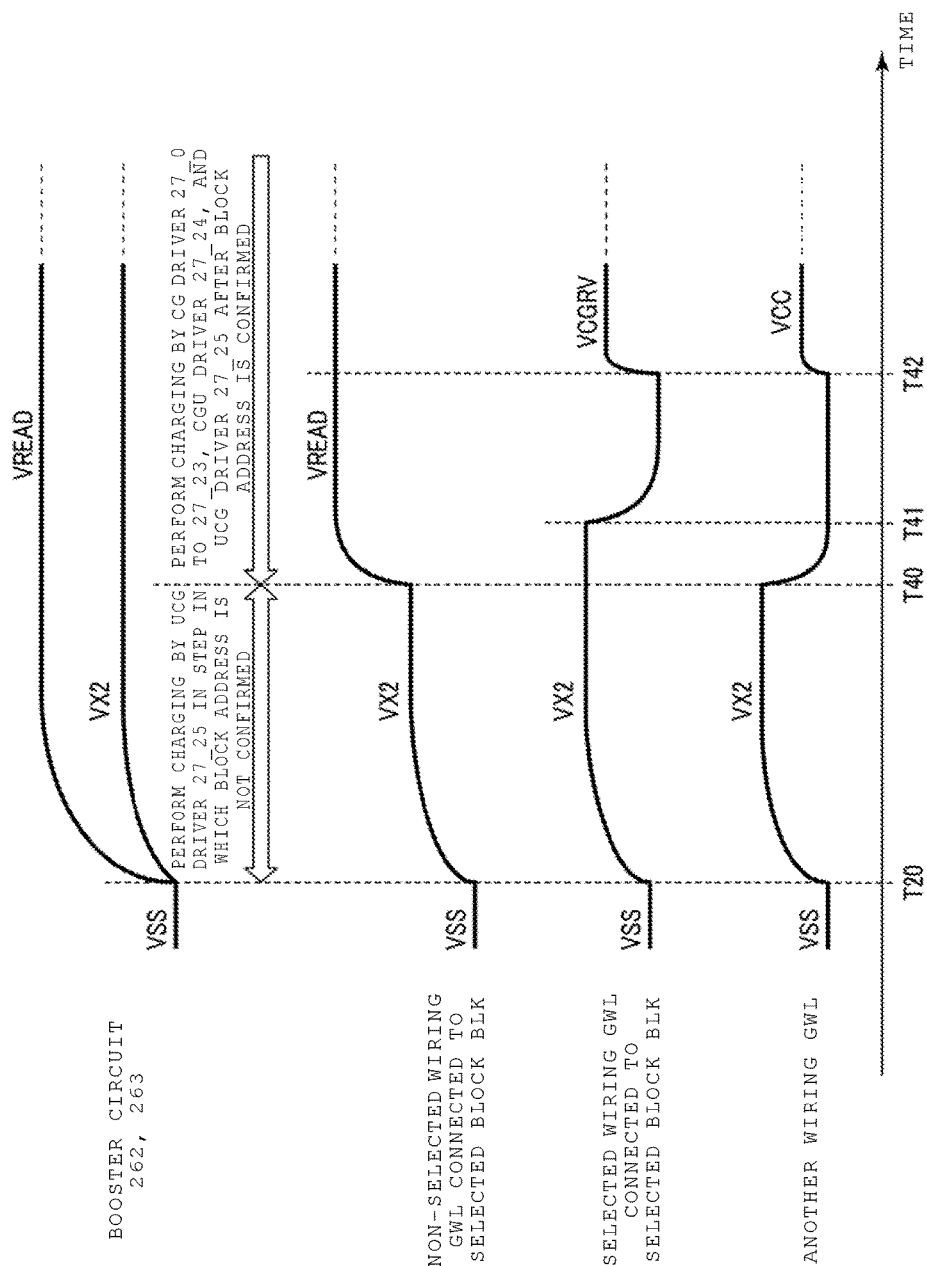 BOOSTER CIRCUIT
262, 263
VSS
VX2
VREAD
PERFORM CHARGING BY UCG
DRIVER 27_25 IN STEP IN
WHICH BLOCK ADDRESS IS
NOT CONFIRMED
PERFORM CHARGING BY CG DRIVER 27_0
TO 27_23, CGU DRIVER 27_24, AND
UCG DRIVER 27_25 AFTER BLOCK
ADDRESS IS CONFIRMED
NON-SELECTED WIRING
GWL CONNECTED TO
SELECTED BLOCK BLK
VSS
VX2
VREAD
SELECTED WIRING GWL
CONNECTED TO
SELECTED BLOCK BLK
VSS
VX2
VCGRV
ANOTHER WIRING GWL
VSS
VX2
VCC
T20
T40
T41
T42
TIME